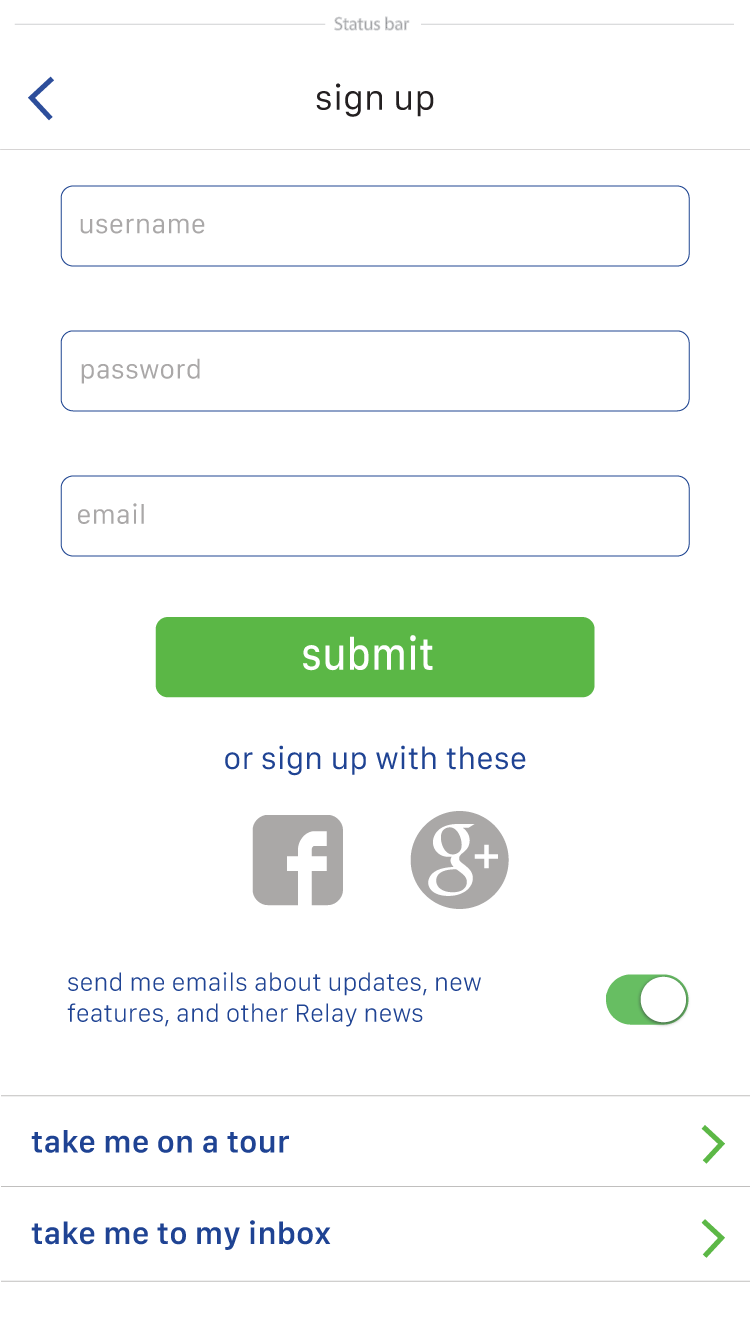 Status bar
sign up
username
password
email
submit
or sign up with these
f
g+
send me emails about updates, new
features, and other Relay news
take me on a tour
take me to my inbox